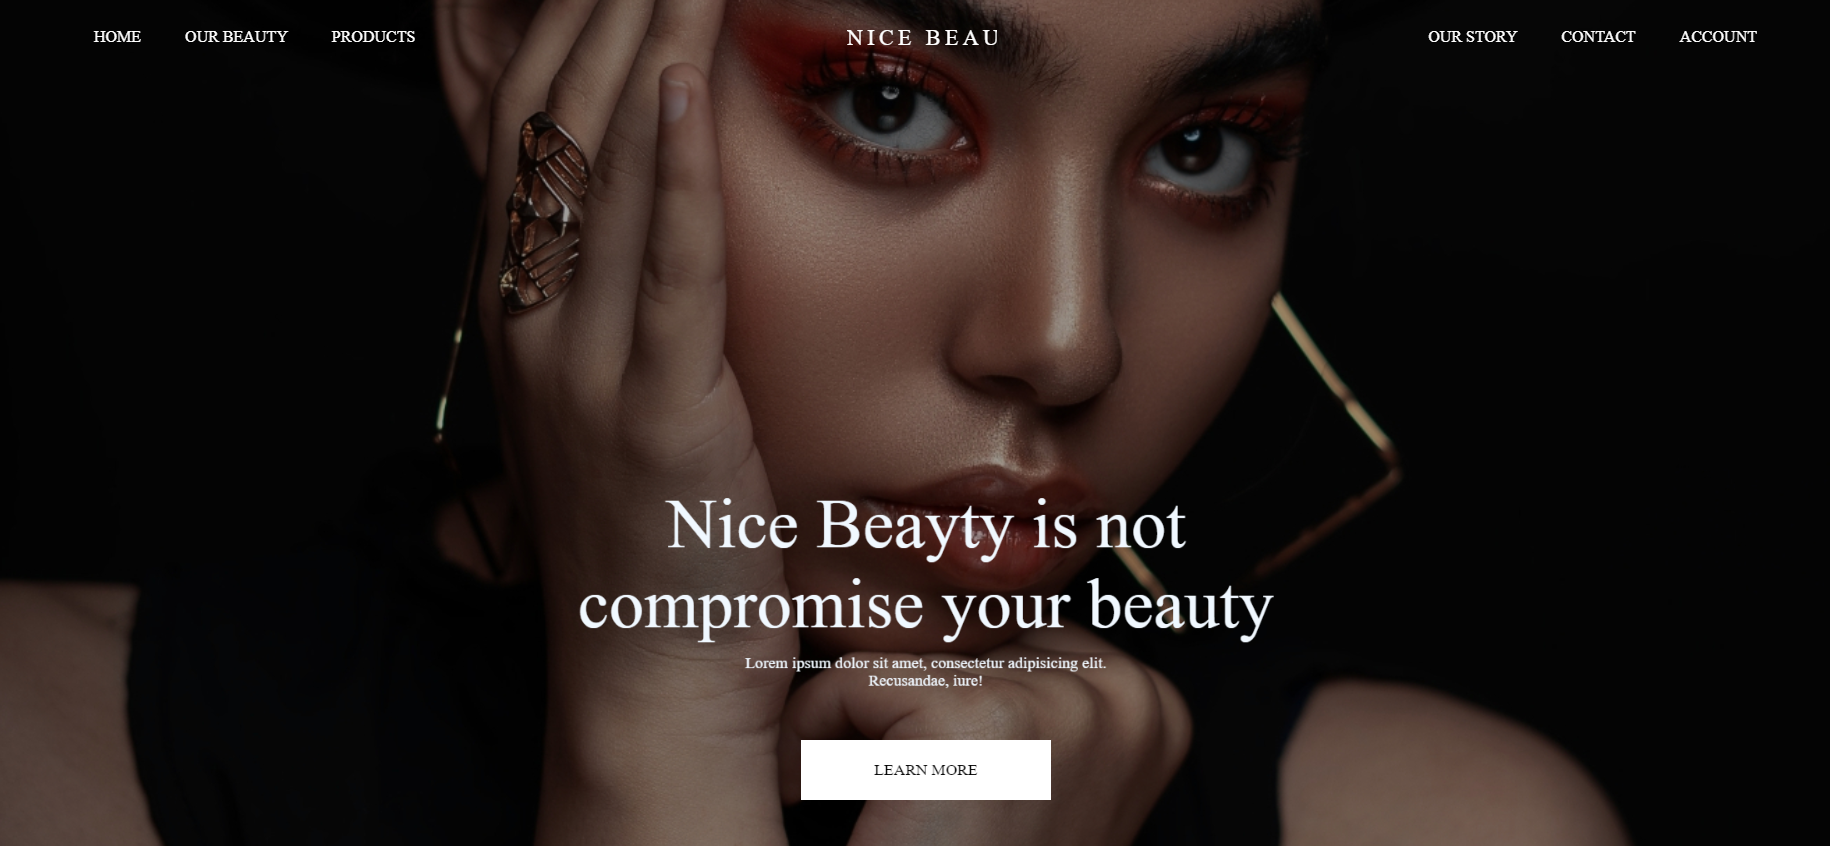 HOME OUR BEAUTY PRODUCTS NICE BEAU OUR STORY CONTACT ACCOUNT
Nice Beayty is not
compromise your beauty
Lorem ipsum dolor sit amet, consectetur adipisicing elit.
Recusandae, iure!
LEARN MORE